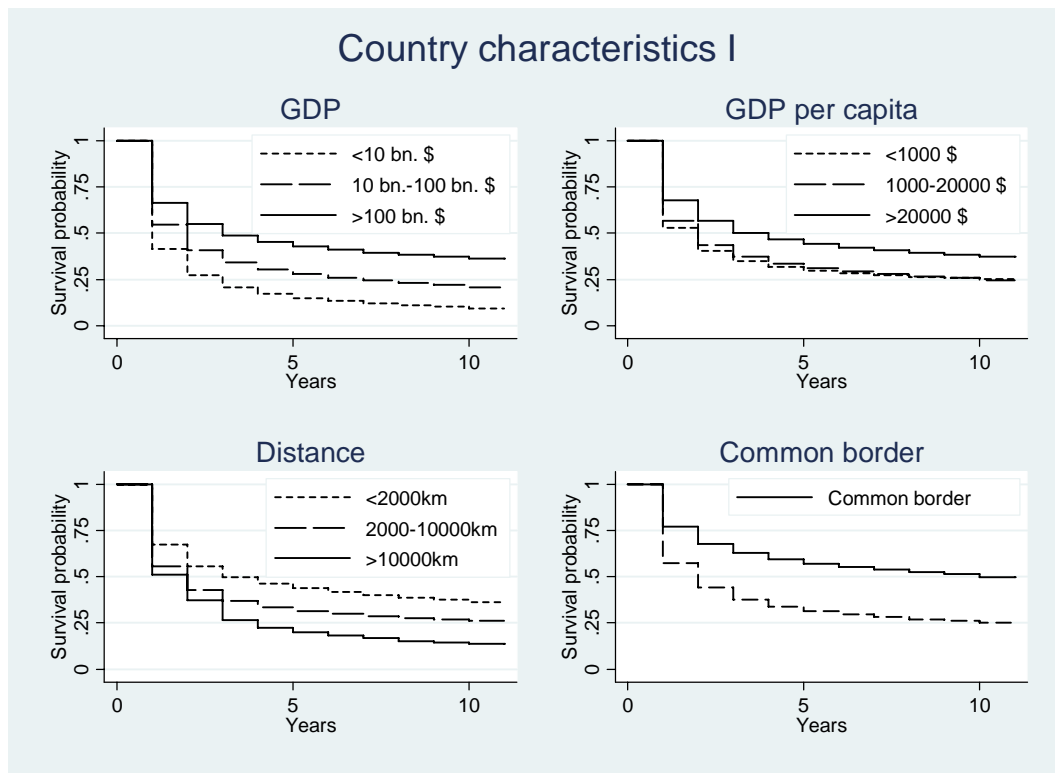 Country characteristics I
GDP
Survival probability
0 .25 .5 .75 1
<10 bn. $
10 bn.-100 bn. $
>100 bn. $
0 5 10
Years
GDP per capita
Survival probability
0 .25 .5 .75 1
<1000 $
1000-20000 $
>20000 $
0 5 10
Years
Distance
Survival probability
0 .25 .5 .75 1
<2000km
2000-10000km
>10000km
0 5 10
Years
Common border
Survival probability
0 .25 .5 .75 1
Common border
0 5 10
Years